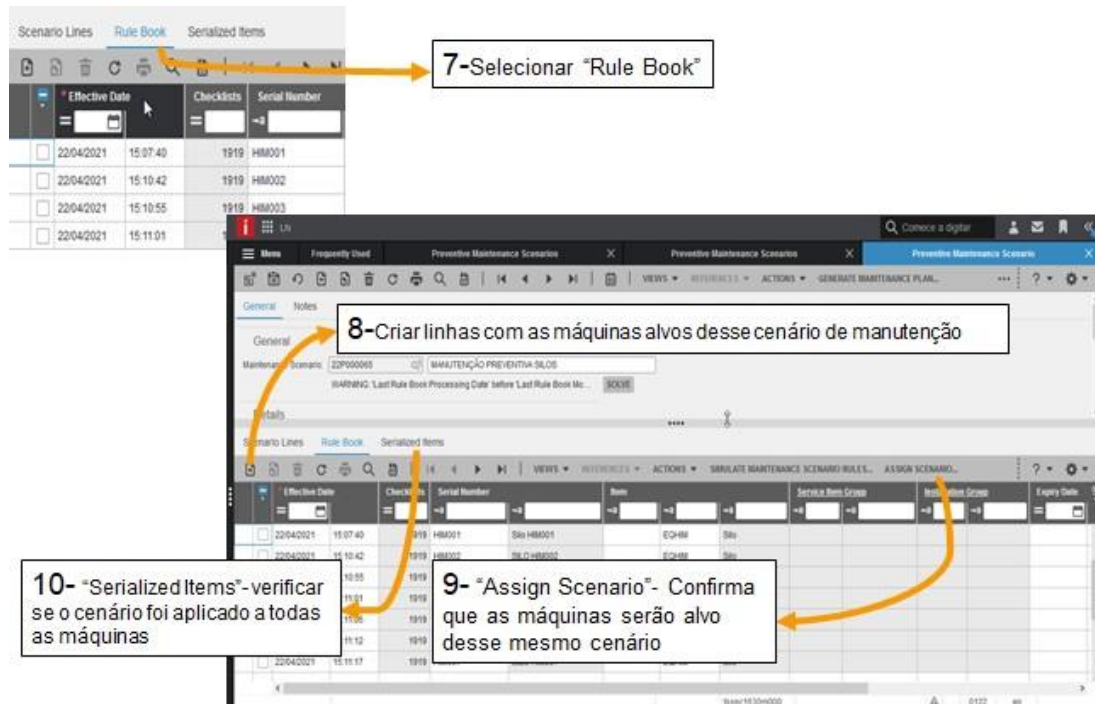 Scenario Lines Rule Book Serialized Items
7-Selecionar “Rule Book”
Effective Date Checklists Serial Number
22/04/2021 15:07:40 1919 HIM001
22/04/2021 15:10:42 1919 HIM002
22/04/2021 15:10:55 1919 HIM003
22/04/2021 15:11:01
LN Comece a digitar
Menu Frequently Used Preventive Maintenance Scenarios Preventive Maintenance Scenarios Preventive Maintenance Scenario
VIEWS REFERENCES ACTIONS GENERATE MAINTENANCE PLAN...
General Notes
8-Criar linhas com as máquinas alvos desse cenário de manutenção
General
Maintenance Scenario: 22P000065 MANUTENÇÃO PREVENTIVA SILOS
WARNING: 'Last Rule Book Processing Date' before 'Last Rule Book Mo... SOLVE
Details
Scenario Lines Rule Book Serialized Items
VIEWS REFERENCES ACTIONS SIMULATE MAINTENANCE SCENARIO RULES... ASSIGN SCENARIO...
Effective Date Checklists Serial Number Item Service Item Group Installation Group Expiry Date
22/04/2021 15:07:40 1919 HIM001 Silo HIM001 EQHIM Silo
22/04/2021 15:10:42 1919 HIM002 SILO HIM002 EQHIM Silo
10- “Serialized Items”-verificar
se o cenário foi aplicado a todas
as máquinas
9- “Assign Scenario”- Confirma
que as máquinas serão alvo
desse mesmo cenário
10:55 1919
11:01 1919
1919
11:12 1919
22/04/2021 15:11:17 1919
0122 en